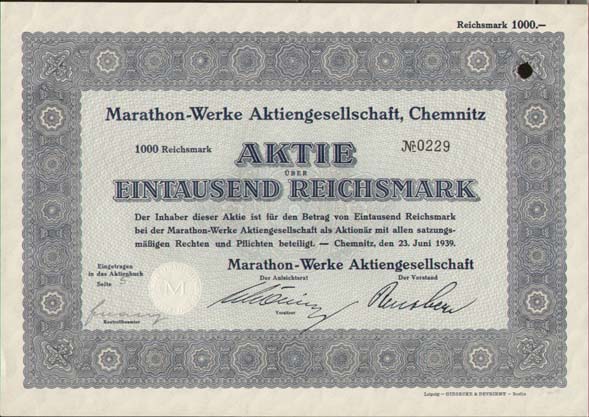 Reichsmark 1000.—
Marathon-Werke Aktiengesellschaft, Chemnitz
1000 Reichsmark
AKTIE
№ 0229
ÜBER
EINTAUSEND REICHSMARK
Der Inhaber dieser Aktie ist für den Betrag von Eintausend Reichsmark
bei der Marathon-Werke Aktiengesellschaft als Aktionär mit allen satzungs-
mäßigen Rechten und Pflichten beteiligt. — Chemnitz, den 23. Juni 1939.
Eingetragen
in das Aktienbuch
Seite 5
Marathon-Werke Aktiengesellschaft
Der Aufsichtsrat
Der Vorstand
M
Vorsitzer
Kontrollbeamter
Leipzig — GIESECKE & DEVRIENT — Berlin